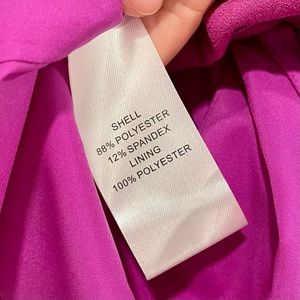 SHELL
88% POLYESTER
12% SPANDEX
LINING
100% POLYESTER